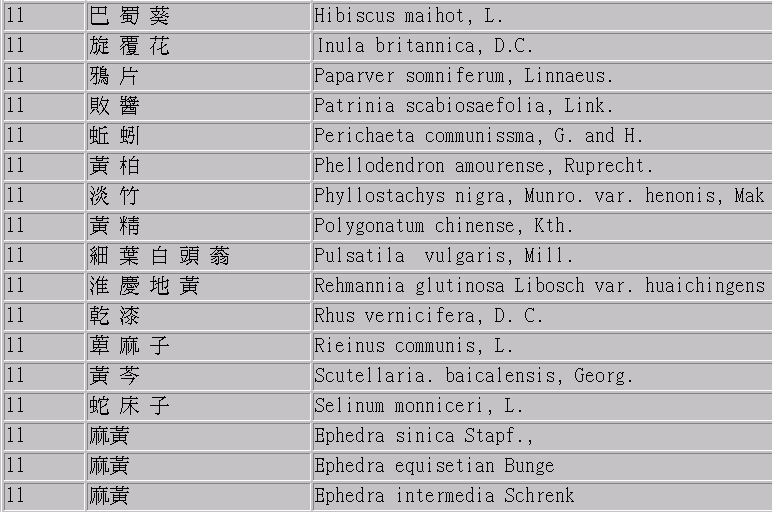 11 巴 蜀 葵 Hibiscus maihot, L.
11 旋 覆 花 Inula britannica, D.C.
11 鴉 片 Paparver somniferum, Linnaeus.
11 敗 醬 Patrinia scabiosaefolia, Link.
11 蚯 蚓 Perichaeta communissma, G. and H.
11 黃 柏 Phellodendron amourense, Ruprecht.
11 淡 竹 Phyllostachys nigra, Munro. var. henonis, Mak
11 黃 精 Polygonatum chinense, Kth.
11 細 葉 白 頭 蓊 Pulsatila vulgaris, Mill.
11 淮 慶 地 黃 Rehmannia glutinosa Libosch var. huaichingens
11 乾 漆 Rhus vernicifera, D. C.
11 萆 麻 子 Rieinus communis, L.
11 黃 芩 Scutellaria. baicalensis, Georg.
11 蛇 床 子 Selinum monniceri, L.
11 麻黃 Ephedra sinica Stapf.,
11 麻黃 Ephedra equisetian Bunge
11 麻黃 Ephedra intermedia Schrenk